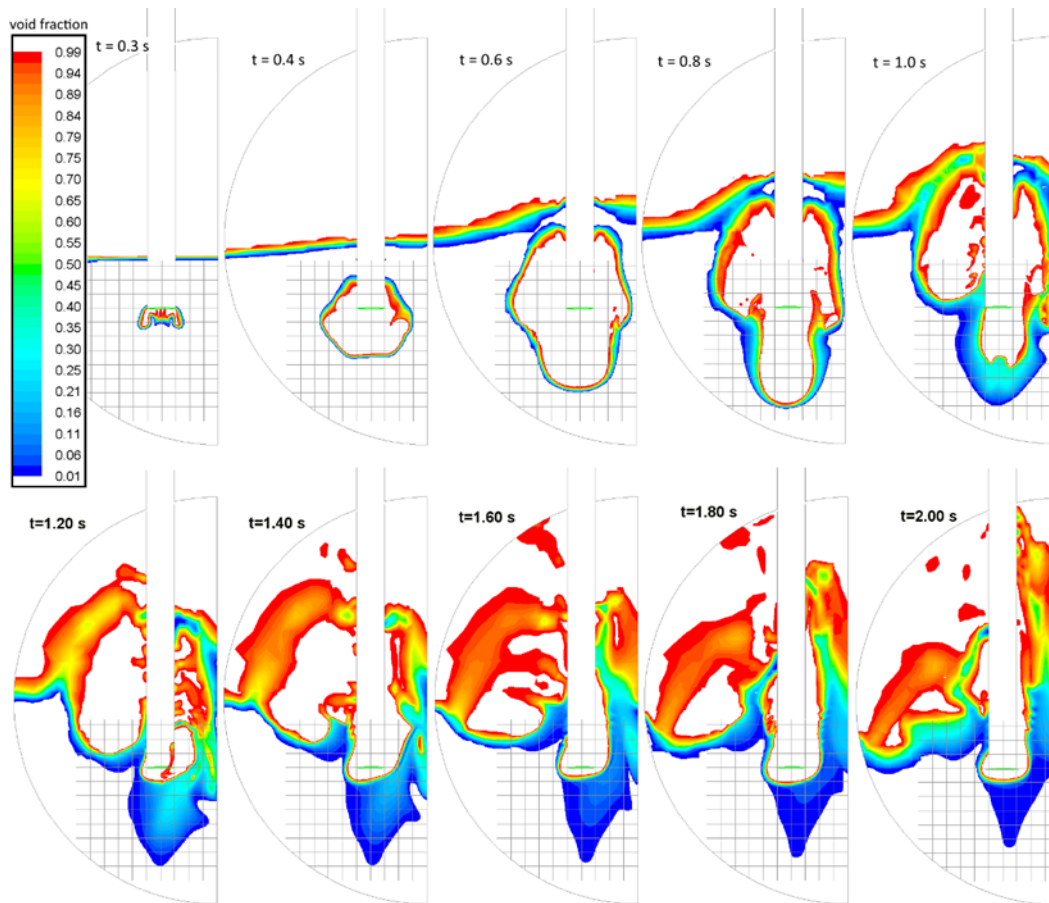 void fraction
0.99
0.94
0.89
0.84
0.79
0.75
0.70
0.65
0.60
0.55
0.50
0.45
0.40
0.35
0.30
0.26
0.21
0.16
0.11
0.06
0.01
t = 0.3 s
t = 0.4 s
t = 0.6 s
t = 0.8 s
t = 1.0 s
t=1.20 s
t=1.40 s
t=1.60 s
t=1.80 s
t=2.00 s